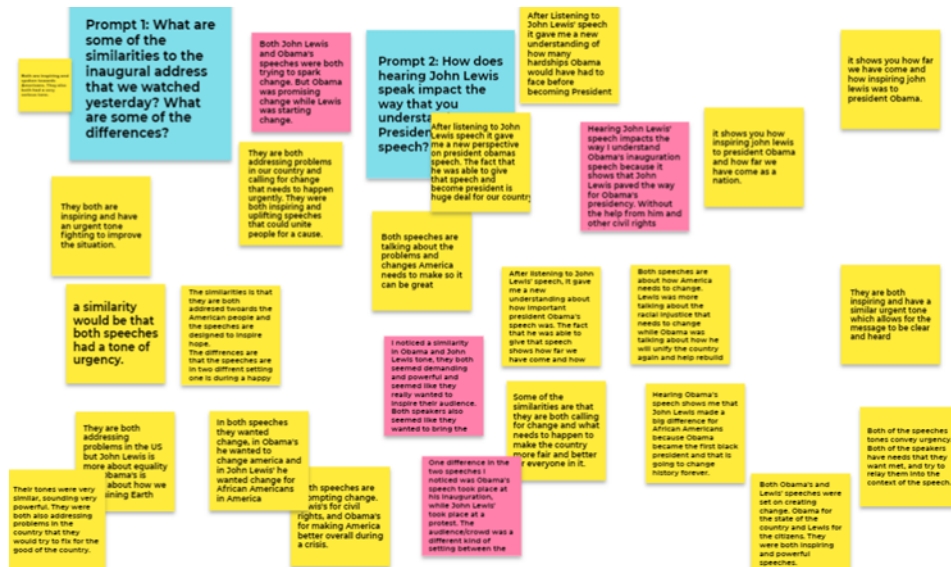 Both are inspiring and
spoken towards
Americans. They also
both had a very
serious tone
Prompt 1: What are
some of the
similarities to the
inaugural address
that we watched
yesterday? What
are some of the
differences?
Both John Lewis
and Obama's
speeches were both
trying to spark
change. But Obama
was promising
change while Lewis
was starting
change.
Prompt 2: How does
hearing John Lewis
speak impact the
way that you
understa
Presiden
speech?
After Listening to
John Lewis' speech
it gave me a new
understanding of
how many
hardships Obama
would have had to
face before
becoming President
it shows you how far
we have come and
how inspiring john
lewis was to
president Obama.
After listening to John
Lewis speech it gave
me a new perspective
on president obamas
speech. The fact that
he was able to give
that speech and
become president is
huge deal for our country
Hearing John Lewis'
speech impacts the
way I understand
Obama's inauguration
speech because it
shows that John
Lewis paved the way
for Obama's
presidency. Without
the help from him and
other civil rights
it shows you how
inspiring john lewis
to president Obama
and how far we
have come as a
nation.
They are both
addressing problems
in our country and
calling for change
that needs to happen
urgently. They were
both inspiring and
uplifting speeches
that could unite
people for a cause.
They both are
inspiring and have
an urgent tone
fighting to improve
the situation.
Both speeches are
talking about the
problems and
changes America
needs to make so it
can be great
a similarity
would be that
both speeches
had a tone of
urgency.
The similarities is that
they are both
addresed twoards the
American people and
the speeches are
designed to inspire
hope.
The diffrences are
that the speeches are
in two diffrent setting
one is during a happy
After listening to John
Lewis' speech, it gave
me a new
understanding about
how important
president Obama's
speech was. The fact
that he was able to
give that speech
shows how far we
have come and how
Both speeches are
about how America
needs to change.
Lewis was more
talking about the
racial injustice that
needs to change
while Obama was
talking about how he
will unify the country
again and help rebuild
They are both
inspiring and have a
similar urgent tone
which allows for the
message to be clear
and heard
I noticed a similarity
in Obama and John
Lewis tone, they both
seemed demanding
and powerful and
seemed like they
really wanted to
inspire their audience.
Both speakers also
seemed like they
wanted to bring the
Some of the
similarities are that
they are both calling
for change and what
needs to happen to
make the country
more fair and better
for everyone in it.
Hearing Obama's
speech shows me that
John Lewis made a
big difference for
African Americans
because Obama
became the first black
president and that is
going to change
history forever.
They are both
addressing problems
in the US
but John Lewis is
more about equality
Obama's is
about how we
ining Earth
In both speeches
they wanted
change, in Obama's
he wanted to
change america and
in John Lewis' he
wanted change for
African Americans
in America
Both of the speeches
tones convey urgency.
Both of the speakers
have needs that they
want met, and try to
relay them into the
context of the speech.
Their tones were very
similar, sounding very
powerful. They were
both also addressing
problems in the
country that they
would try to fix for the
good of the country.
speeches are
ompting change.
ewis's for civil
rights, and Obama's
for making America
better overall during
a crisis.
One difference in the
two speeches i
noticed was Obama's
speech took place at
his inauguration,
while John Lewis'
took place at a
protest. The
audience/crowd was a
different kind of
setting between the
Both Obama's and
Lewis' speeches were
set on creating
change. Obama for
the state of the
country and Lewis for
the citizens. They
were both inspiring
and powerful
speeches.